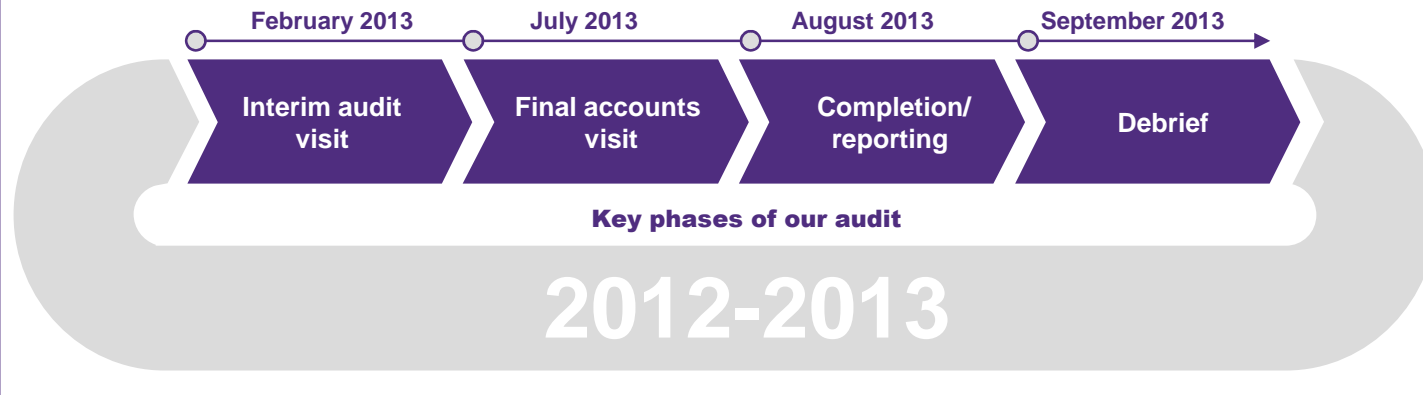 February 2013
July 2013
August 2013
September 2013
Interim audit
visit
Final accounts
visit
Completion/
reporting
Debrief
Key phases of our audit
2012-2013